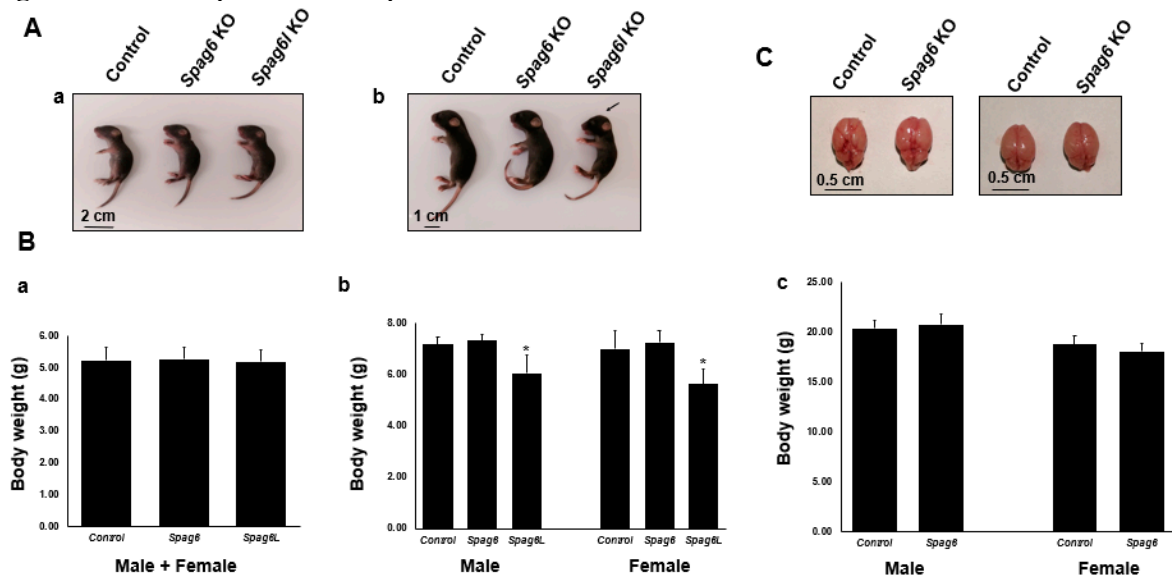 A
Control
Spag6 KO
Spag6l KO
a
2 cm
Control
Spag6 KO
Spag6l KO
b
1 cm
C
Control
Spag6 KO
0.5 cm
Control
Spag6 KO
0.5 cm
B
a
Body weight (g)
6.00
5.00
4.00
3.00
2.00
1.00
0.00
Control
Spag6
Spag6L
Male + Female
b
Body weight (g)
8.00
6.00
4.00
2.00
0.00
*
*
Control
Spag6
Spag6L
Control
Spag6
Spag6L
Male
Female
c
Body weight (g)
25.00
20.00
15.00
10.00
5.00
0.00
Control
Spag6
Control
Spag6
Male
Female